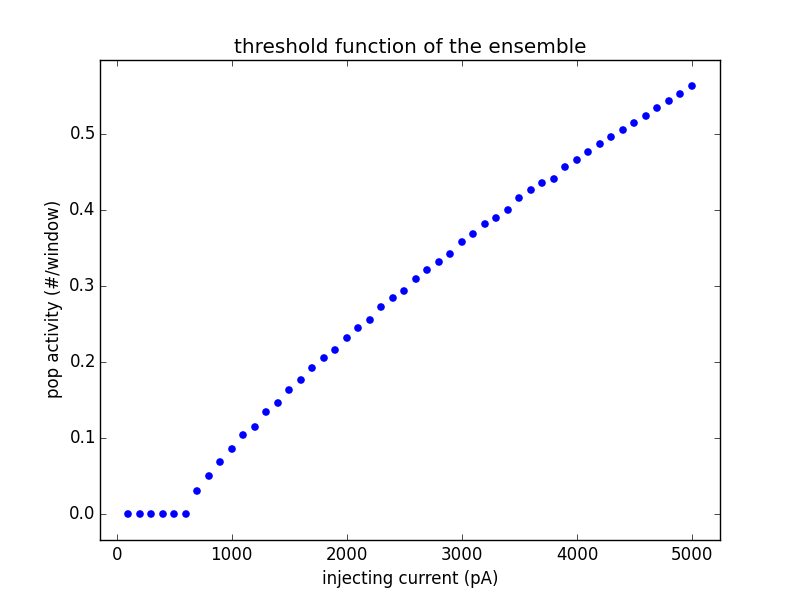 threshold function of the ensemble
pop activity (#/window)
0.5
0.4
0.3
0.2
0.1
0.0
0 1000 2000 3000 4000 5000
injecting current (pA)